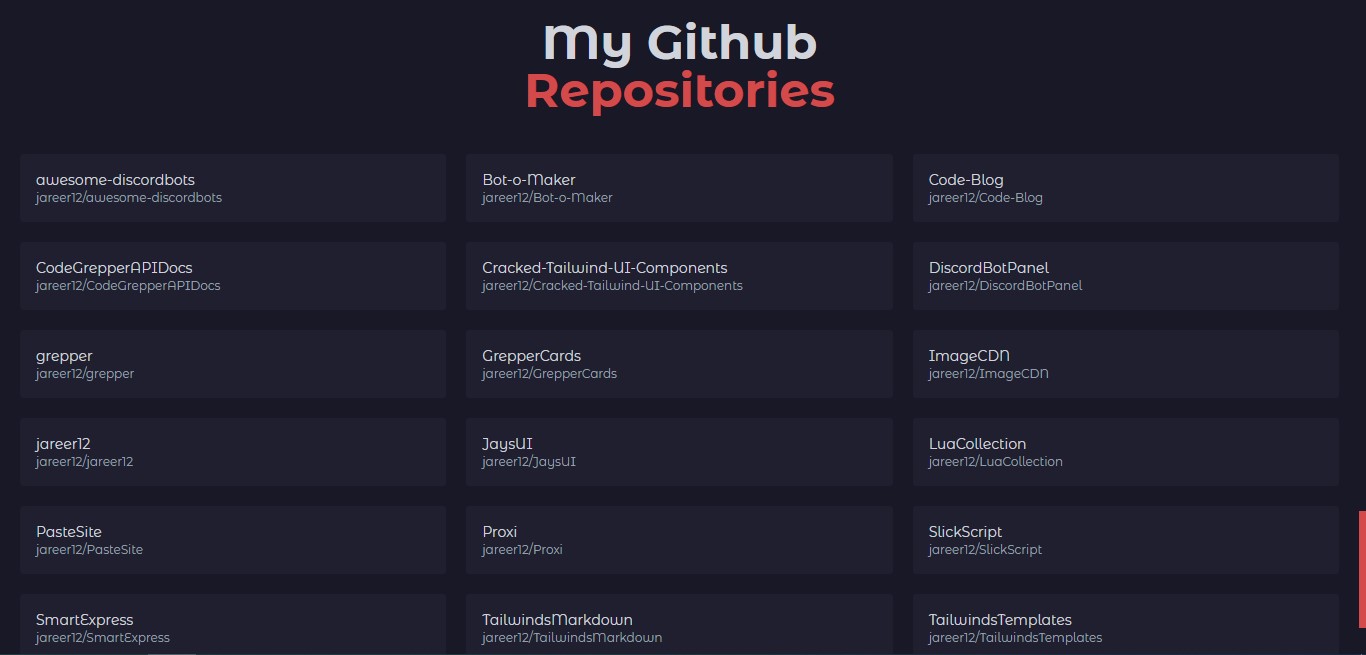 My Github
Repositories
awesome-discordbots
jareer12/awesome-discordbots
Bot-o-Maker
jareer12/Bot-o-Maker
Code-Blog
jareer12/Code-Blog
CodeGrepperAPIDocs
jareer12/CodeGrepperAPIDocs
Cracked-Tailwind-UI-Components
jareer12/Cracked-Tailwind-UI-Components
DiscordBotPanel
jareer12/DiscordBotPanel
grepper
jareer12/grepper
GrepperCards
jareer12/GrepperCards
ImageCDN
jareer12/ImageCDN
jareer12
jareer12/jareer12
JaysUI
jareer12/JaysUI
LuaCollection
jareer12/LuaCollection
PasteSite
jareer12/PasteSite
Proxi
jareer12/Proxi
SlickScript
jareer12/SlickScript
SmartExpress
jareer12/SmartExpress
TailwindsMarkdown
jareer12/TailwindsMarkdown
TailwindsTemplates
jareer12/TailwindsTemplates